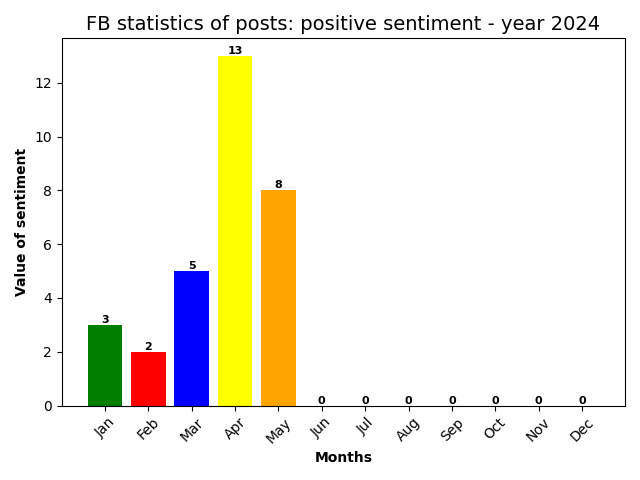 FB statistics of posts: positive sentiment - year 2024
Value of sentiment
12
10
8
6
4
2
0
3
2
5
13
8
0
0
0
0
0
0
0
Jan
Feb
Mar
Apr
May
Jun
Jul
Aug
Sep
Oct
Nov
Dec
Months